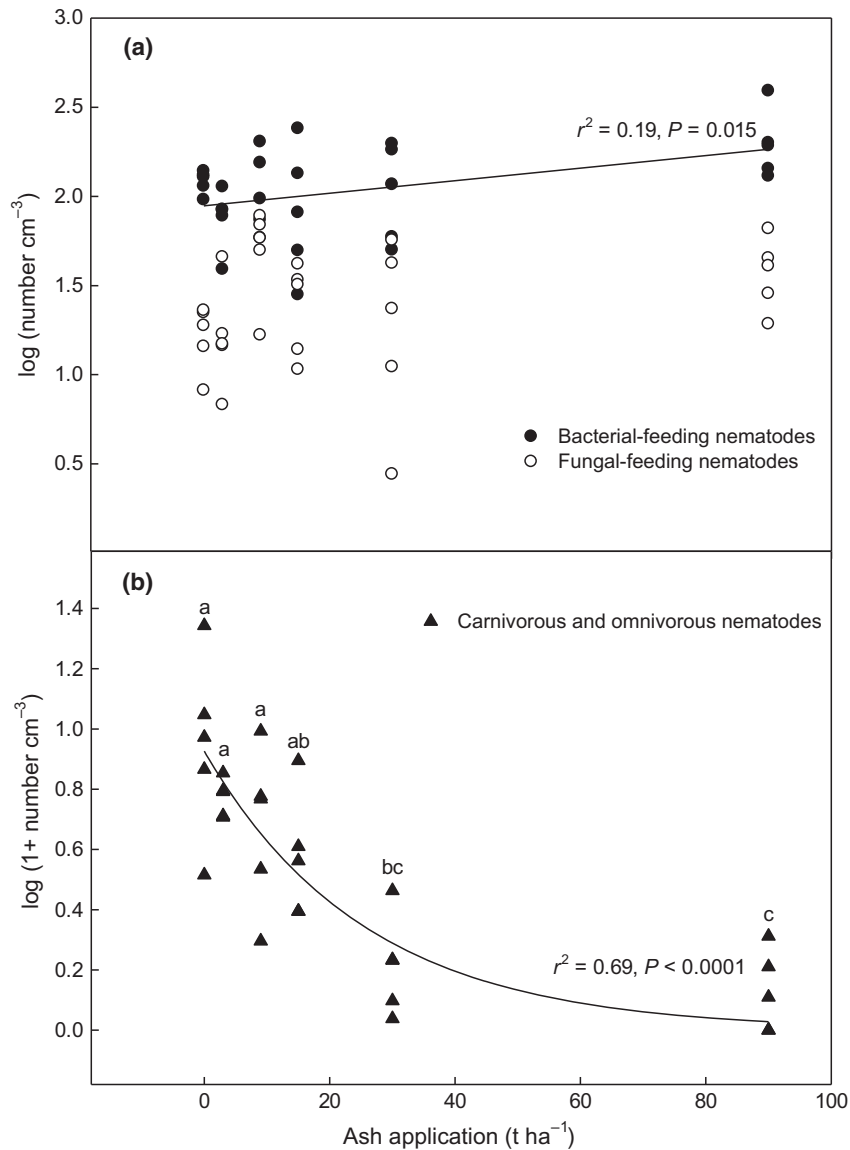 (a)
3.0
2.5
2.0
1.5
1.0
0.5
log (number cm⁻³)
r² = 0.19, P = 0.015
Bacterial-feeding nematodes
Fungal-feeding nematodes
(b)
1.4
1.2
1.0
0.8
0.6
0.4
0.2
0.0
log (1+ number cm⁻³)
Carnivorous and omnivorous nematodes
a
a
a
ab
bc
c
r² = 0.69, P < 0.0001
0 20 40 60 80 100
Ash application (t ha⁻¹)